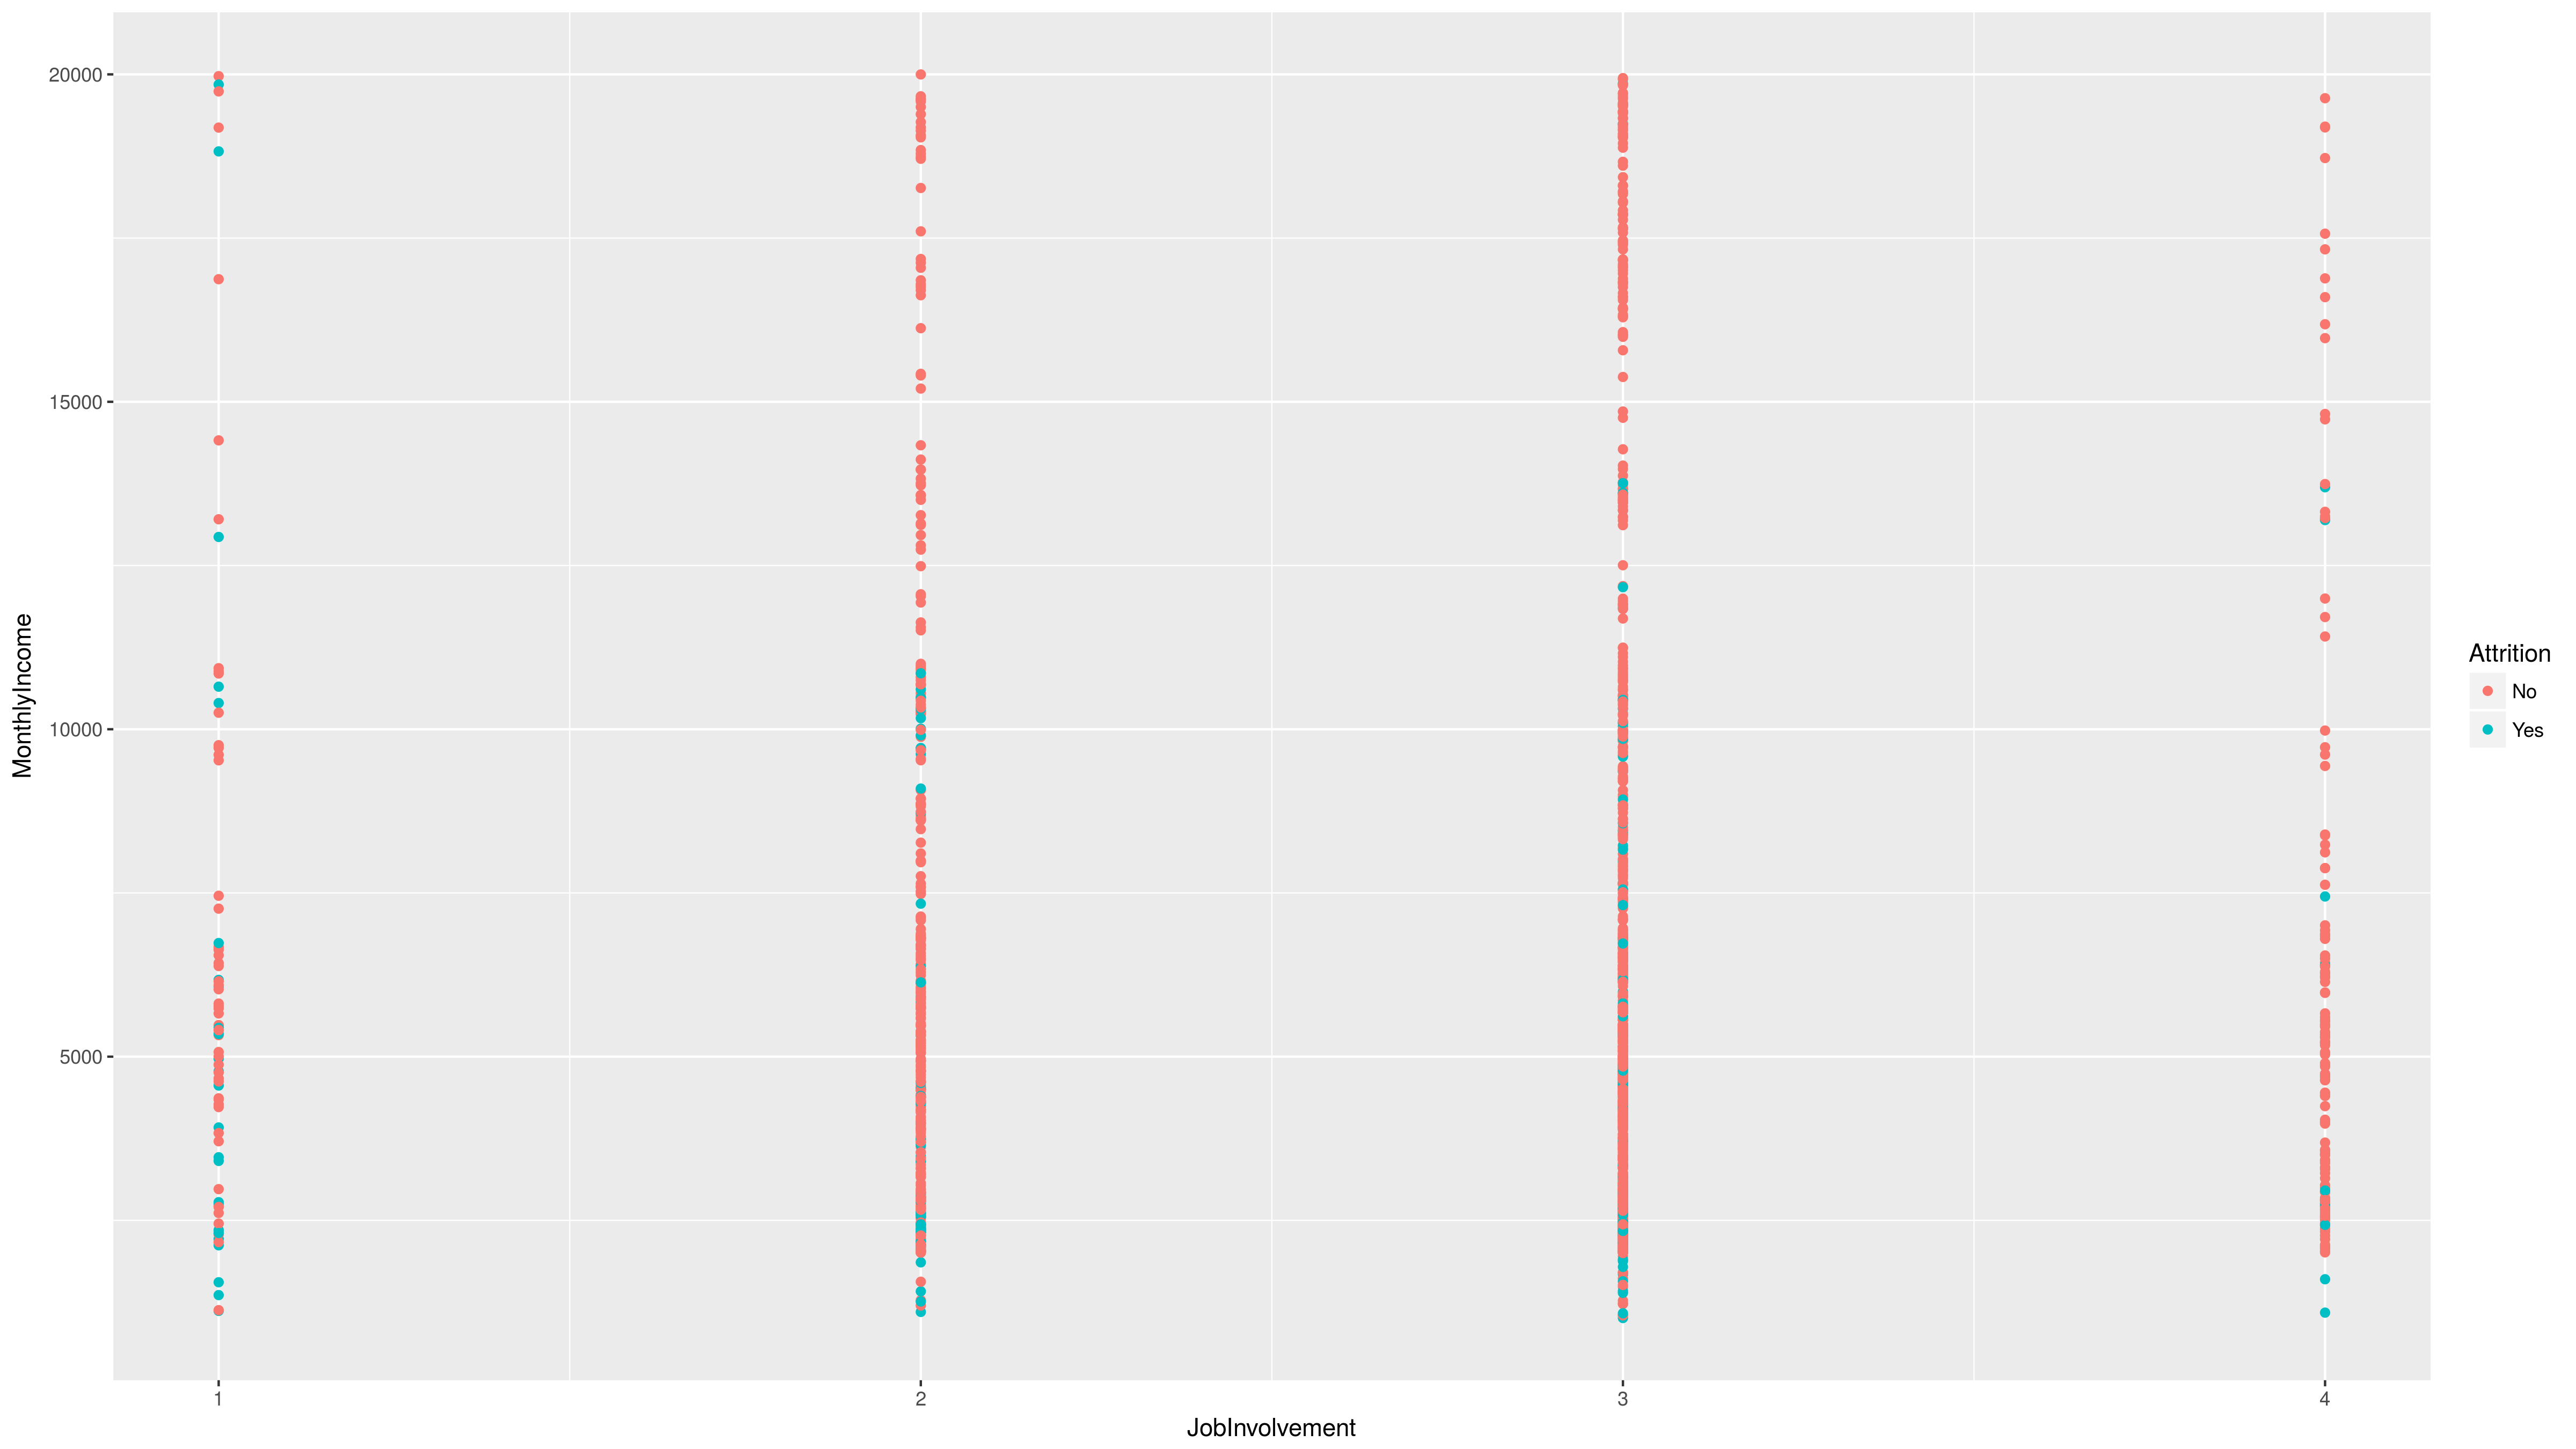 20000
15000
10000
5000
MonthlyIncome
1
2
3
4
JobInvolvement
Attrition
No
Yes